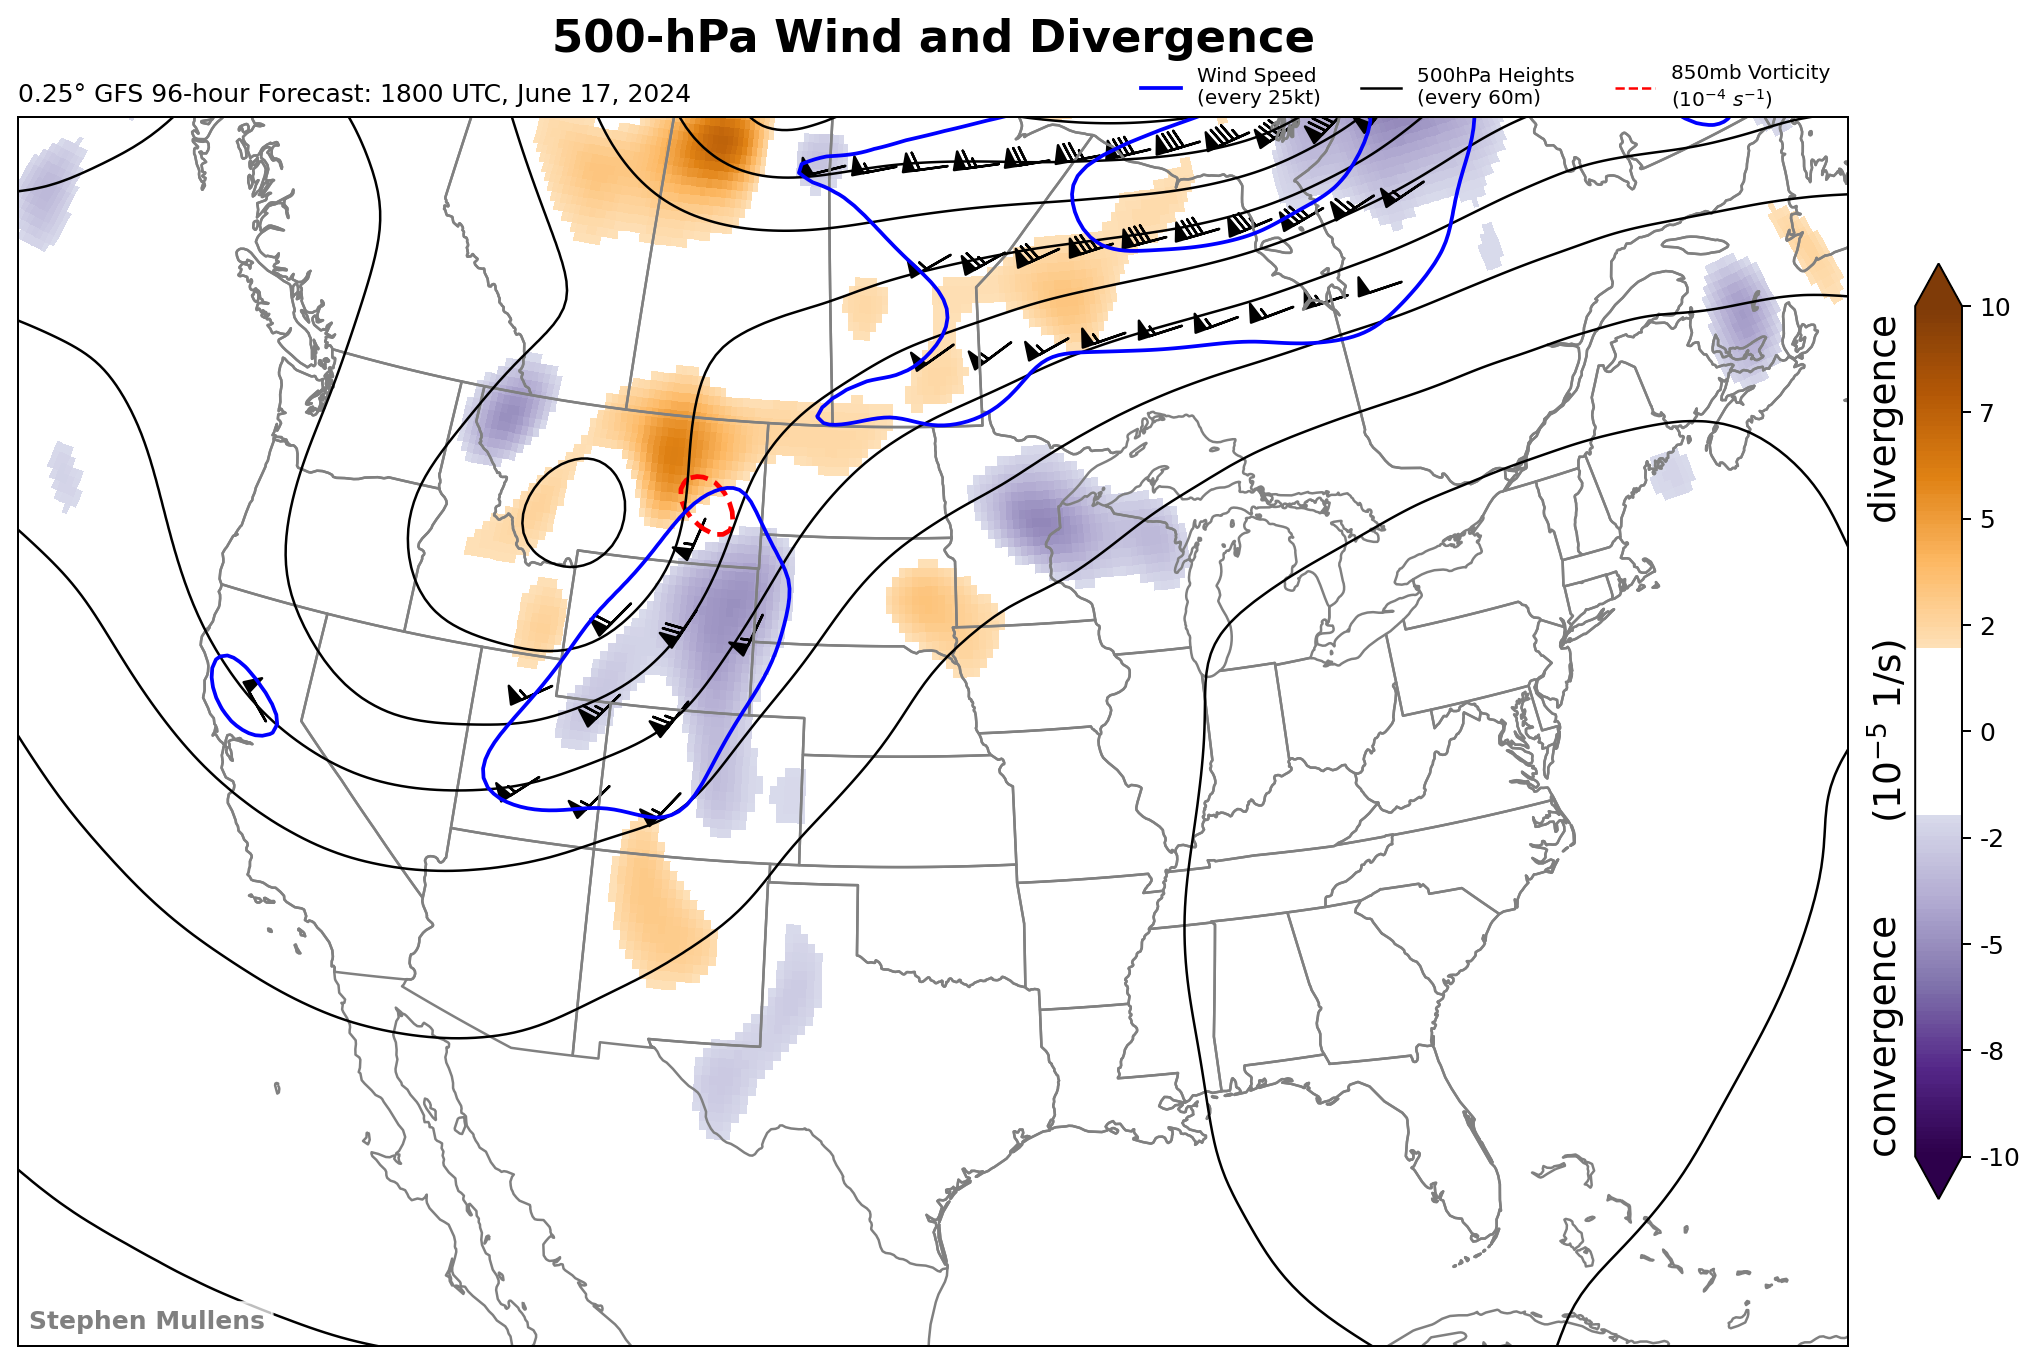 500-hPa Wind and Divergence
0.25° GFS 96-hour Forecast: 1800 UTC, June 17, 2024
Wind Speed
(every 25kt)
500hPa Heights
(every 60m)
850mb Vorticity
(10⁻⁴ s⁻¹)
10
7
5
2
0
-2
-5
-8
-10
convergence (10⁻⁵ 1/s) divergence
Stephen Mullens